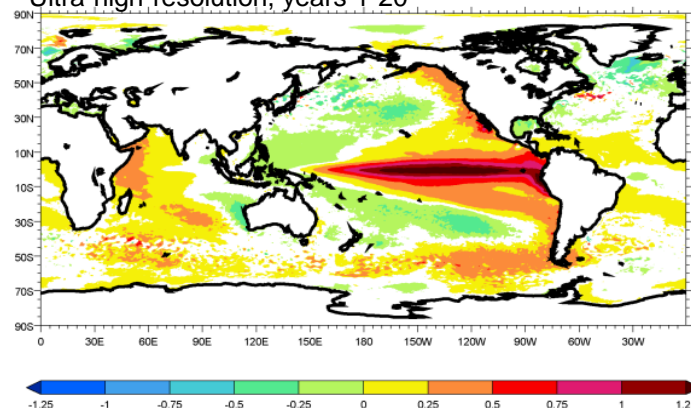 Ultra high resolution, years 1-20
90N
70N
50N
30N
10N
10S
30S
50S
70S
90S
0 30E 60E 90E 120E 150E 180 150W 120W 90W 60W 30W
-1.25 -1 -0.75 -0.5 -0.25 0 0.25 0.5 0.75 1 1.2